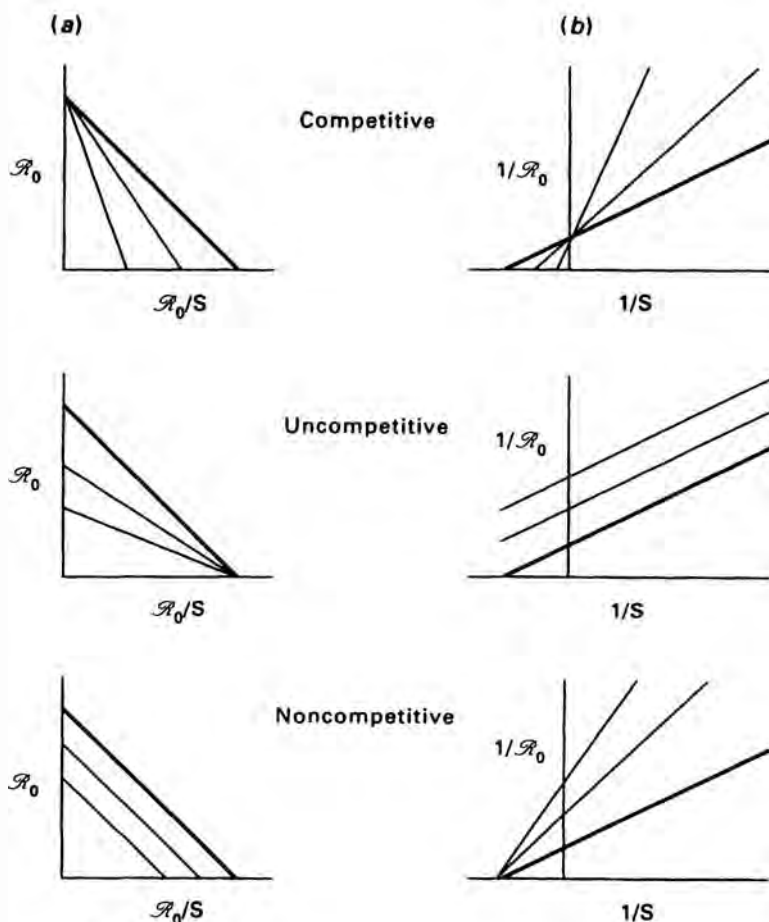 (a) (b)
Competitive
ℛ₀ 1/ℛ₀
ℛ₀/S 1/S
Uncompetitive
ℛ₀ 1/ℛ₀
ℛ₀/S 1/S
Noncompetitive
ℛ₀ 1/ℛ₀
ℛ₀/S 1/S